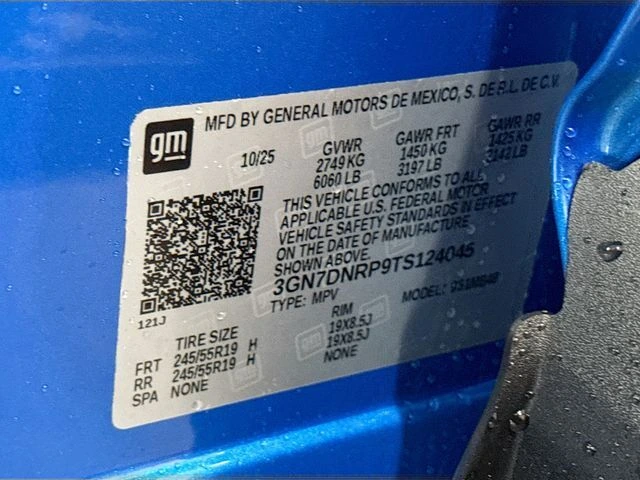 gm
MFD BY GENERAL MOTORS DE MEXICO, S. DE R.L. DE C.V.
10/25
GVWR
2749 KG
6060 LB
GAWR FRT
1450 KG
3197 LB
GAWR RR
1425 KG
3142 LB
THIS VEHICLE CONFORMS TO ALL
APPLICABLE U.S. FEDERAL MOTOR
VEHICLE SAFETY STANDARDS IN EFFECT
ON THE DATE OF MANUFACTURE
SHOWN ABOVE.
3GN7DNRP9TS124045
TYPE: MPV
MODEL:
121J
TIRE SIZE
RIM
FRT 245/55R19 H 19X8.5J
RR 245/55R19 H 19X8.5J
SPA NONE NONE